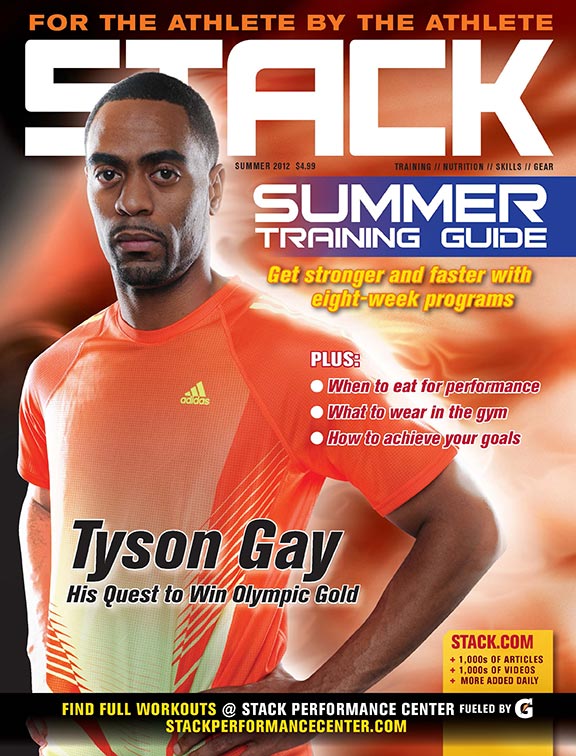 FOR THE ATHLETE BY THE ATHLETE
STACK
SUMMER 2012 $4.99
TRAINING // NUTRITION // SKILLS // GEAR
SUMMER
TRAINING GUIDE
Get stronger and faster with
eight-week programs
PLUS:
When to eat for performance
What to wear in the gym
How to achieve your goals
adidas
Tyson Gay
His Quest to Win Olympic Gold
STACK.COM
+ 1,000s OF ARTICLES
+ 1,000s OF VIDEOS
+ MORE ADDED DAILY
FIND FULL WORKOUTS @ STACK PERFORMANCE CENTER FUELED BY G
STACKPERFORMANCECENTER.COM